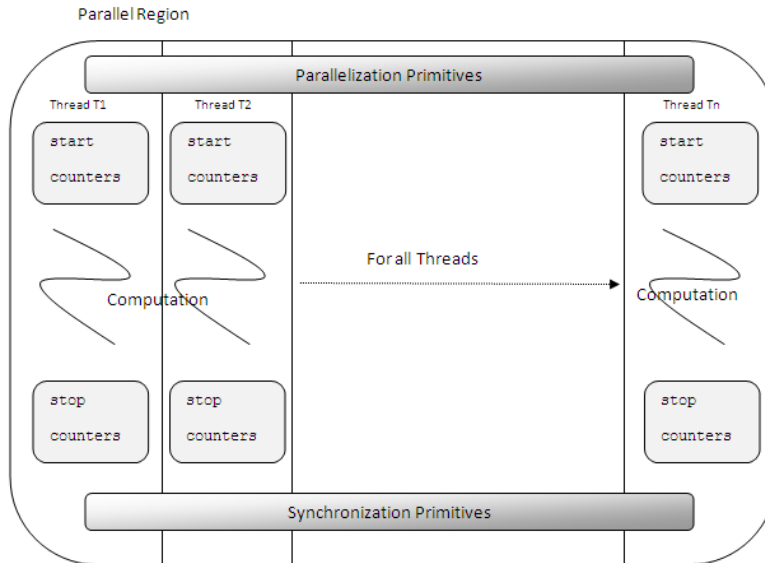 Parallel Region
Parallelization Primitives
Thread T1
Thread T2
Thread Tn
start
counters
start
counters
start
counters
For all Threads
Computation
Computation
stop
counters
stop
counters
stop
counters
Synchronization Primitives